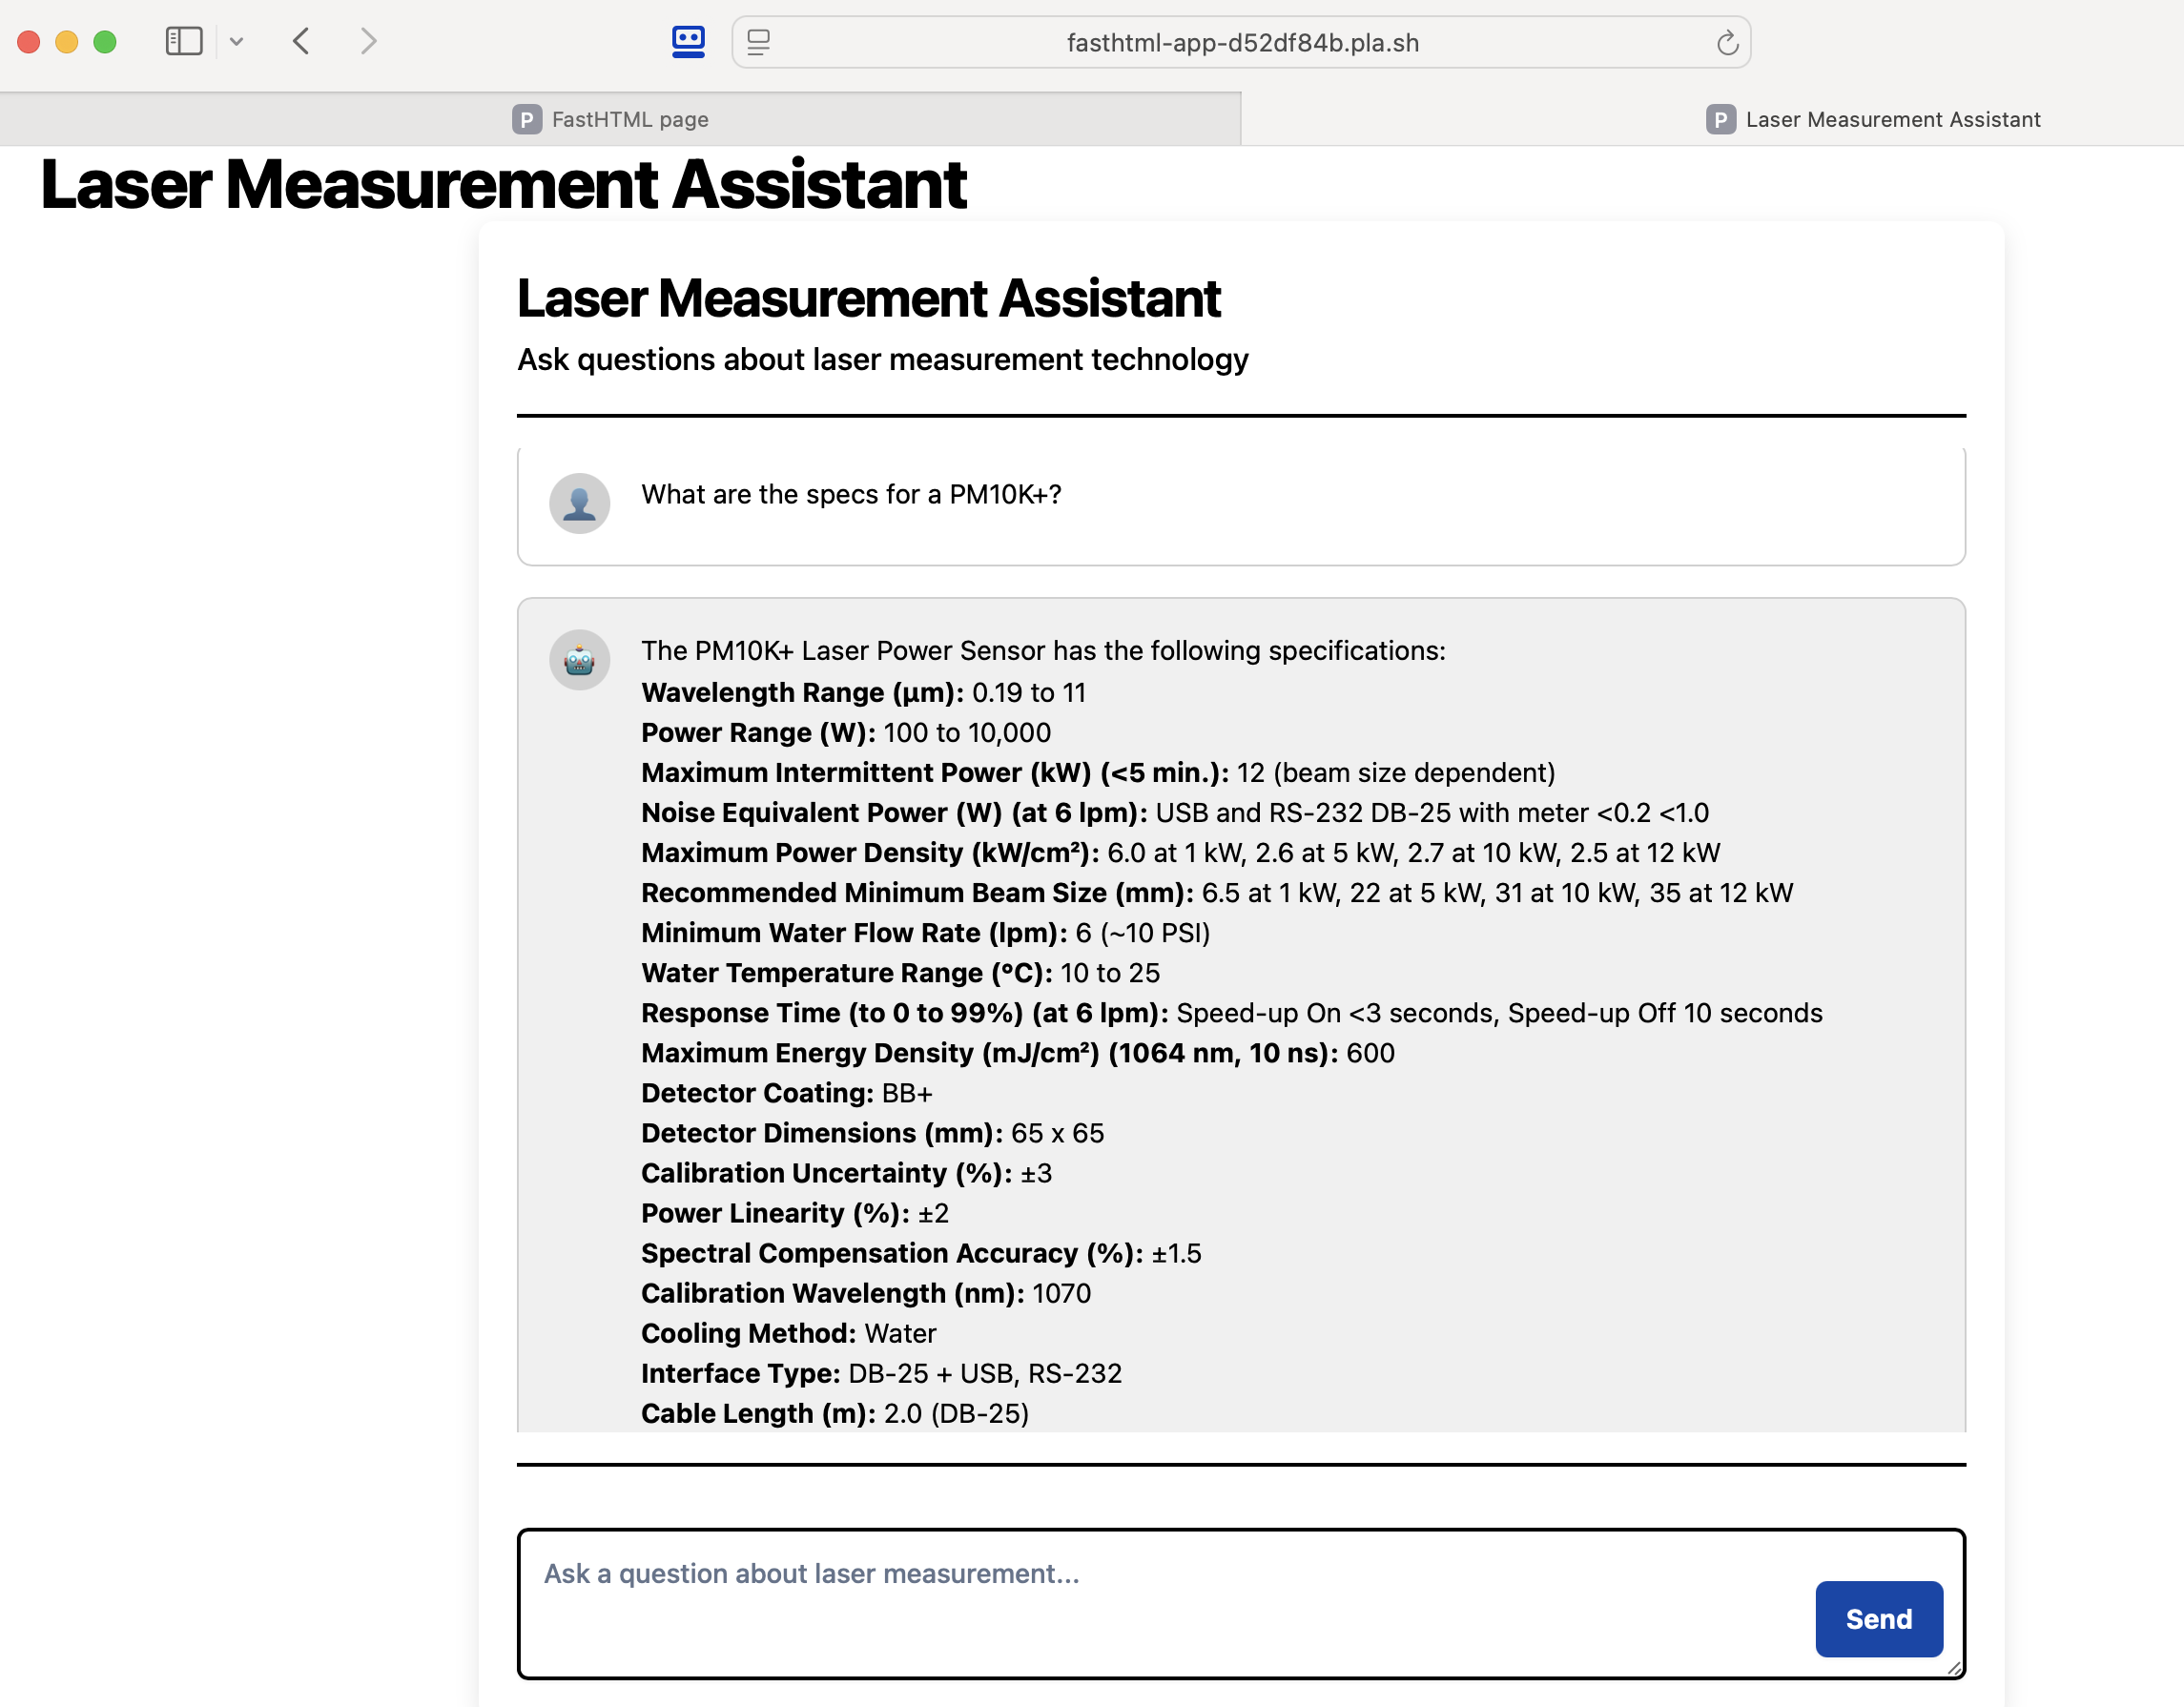 fasthtml-app-d52df84b.pla.sh
P FastHTML page
P Laser Measurement Assistant
Laser Measurement Assistant
Laser Measurement Assistant
Ask questions about laser measurement technology
What are the specs for a PM10K+?
The PM10K+ Laser Power Sensor has the following specifications:
Wavelength Range (μm): 0.19 to 11
Power Range (W): 100 to 10,000
Maximum Intermittent Power (kW) (<5 min.): 12 (beam size dependent)
Noise Equivalent Power (W) (at 6 lpm): USB and RS-232 DB-25 with meter <0.2 <1.0
Maximum Power Density (kW/cm²): 6.0 at 1 kW, 2.6 at 5 kW, 2.7 at 10 kW, 2.5 at 12 kW
Recommended Minimum Beam Size (mm): 6.5 at 1 kW, 22 at 5 kW, 31 at 10 kW, 35 at 12 kW
Minimum Water Flow Rate (lpm): 6 (~10 PSI)
Water Temperature Range (°C): 10 to 25
Response Time (to 0 to 99%) (at 6 lpm): Speed-up On <3 seconds, Speed-up Off 10 seconds
Maximum Energy Density (mJ/cm²) (1064 nm, 10 ns): 600
Detector Coating: BB+
Detector Dimensions (mm): 65 x 65
Calibration Uncertainty (%): ±3
Power Linearity (%): ±2
Spectral Compensation Accuracy (%): ±1.5
Calibration Wavelength (nm): 1070
Cooling Method: Water
Interface Type: DB-25 + USB, RS-232
Cable Length (m): 2.0 (DB-25)
Ask a question about laser measurement...
Send